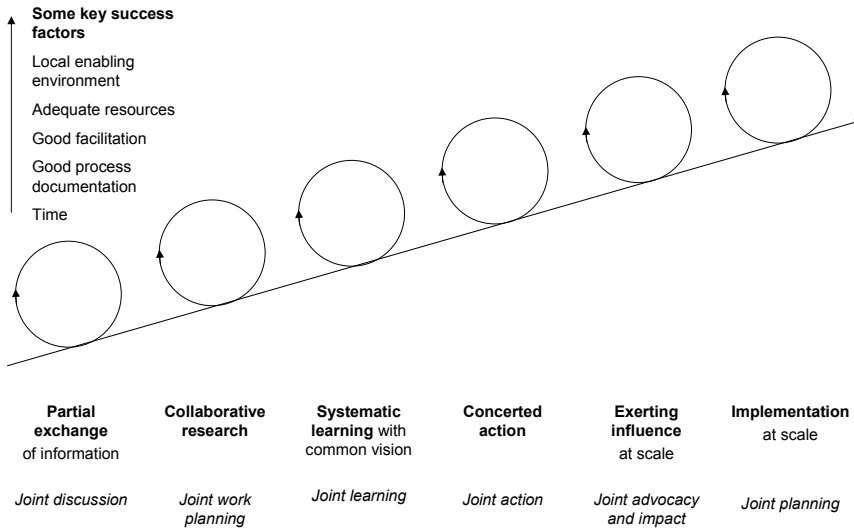 Some key success
factors
Local enabling
environment
Adequate resources
Good facilitation
Good process
documentation
Time
Partial
exchange
of information
Joint discussion
Collaborative
research
Joint work
planning
Systematic
learning with
common vision
Joint learning
Concerted
action
Joint action
Exerting
influence
at scale
Joint advocacy
and impact
Implementation
at scale
Joint planning